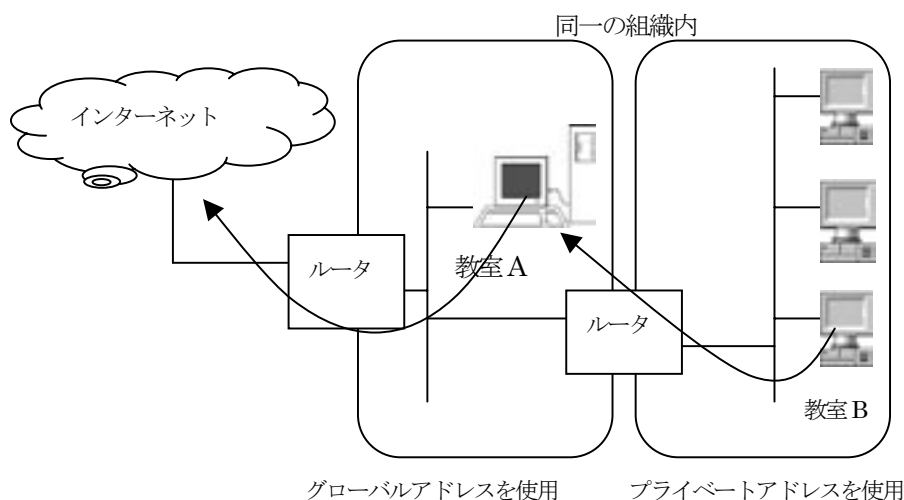 同一の組織内
インターネット
ルータ
教室A
ルータ
教室B
グローバルアドレスを使用
プライベートアドレスを使用